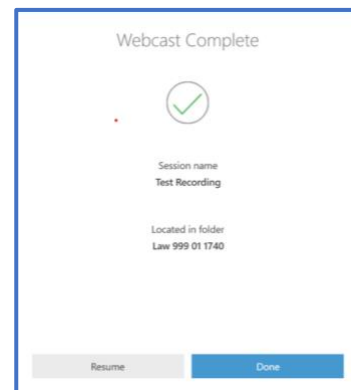 Webcast Complete
Session name
Test Recording
Located in folder
Law 999 01 1740
Resume
Done